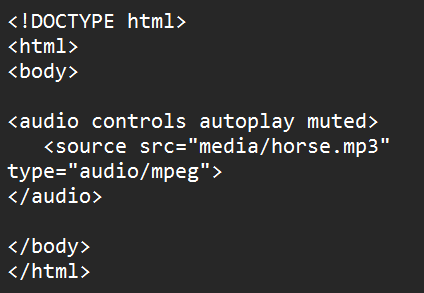 <!DOCTYPE html>
<html>
<body>

<audio controls autoplay muted>
   <source src="media/horse.mp3"
type="audio/mpeg">
</audio>

</body>
</html>